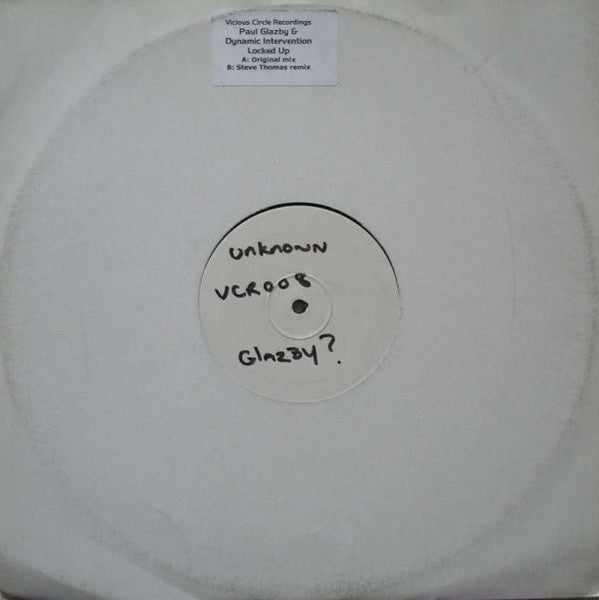 Vicious Circle Recordings
Paul Glazby &
Dynamic Intervention
Locked Up
A: Original mix
B: Steve Thomas remix
unknown
VCR008
Glazby?